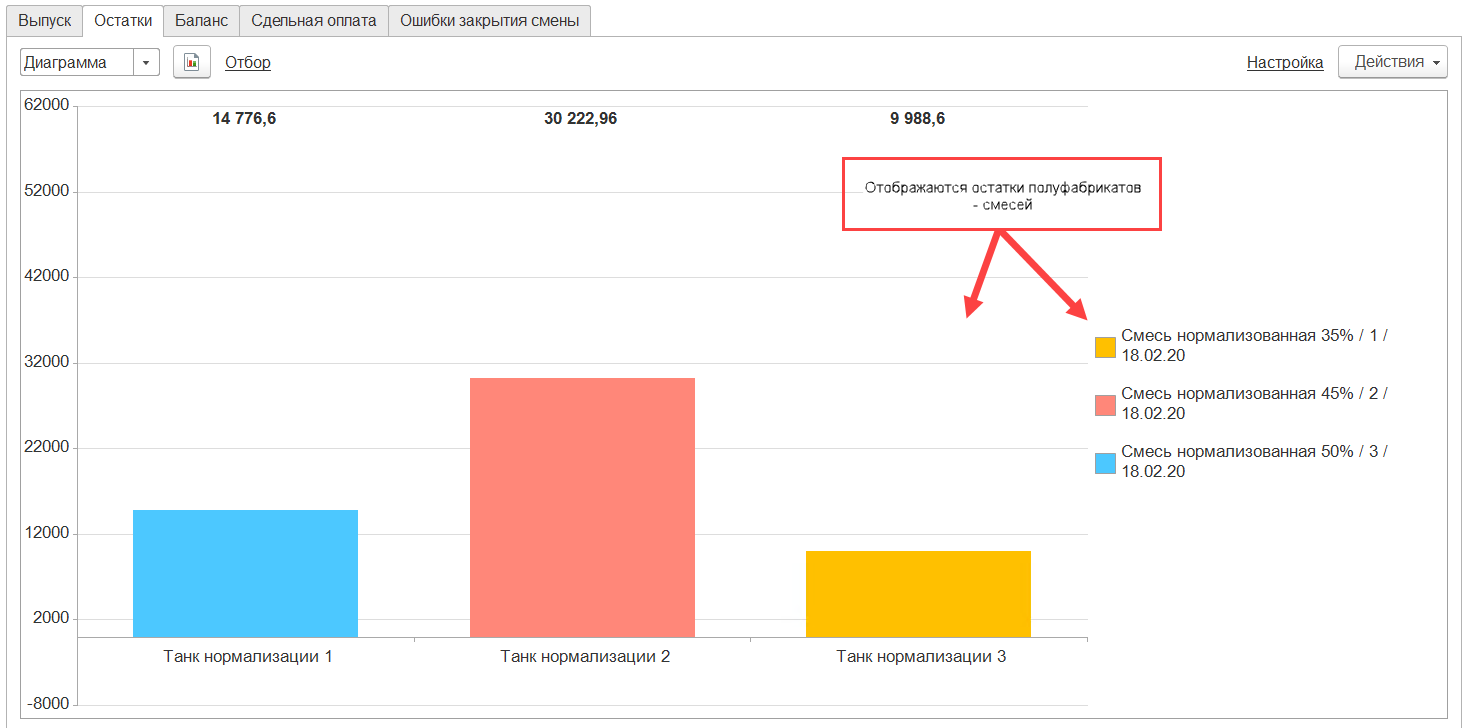 Выпуск Остатки Баланс Сдельная оплата Ошибки закрытия смены
Диаграмма Отбор Настройка Действия
62000
14 776,6 30 222,96 9 988,6
52000
Отображаются остатки полуфабрикатов
- смесей
42000
32000
22000
12000
2000
-8000
Танк нормализации 1 Танк нормализации 2 Танк нормализации 3
Смесь нормализованная 35% / 1 /
18.02.20
Смесь нормализованная 45% / 2 /
18.02.20
Смесь нормализованная 50% / 3 /
18.02.20